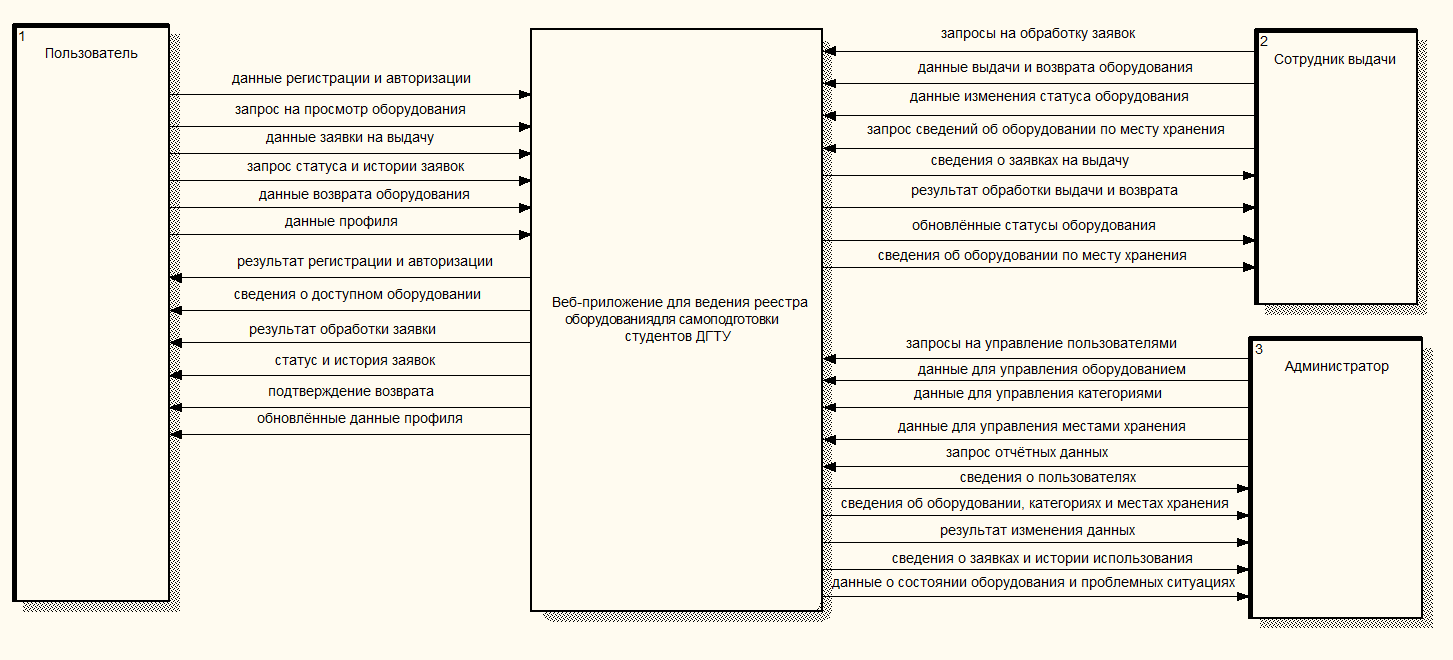 1
Пользователь
данные регистрации и авторизации
запрос на просмотр оборудования
данные заявки на выдачу
запрос статуса и истории заявок
данные возврата оборудования
данные профиля
результат регистрации и авторизации
сведения о доступном оборудовании
результат обработки заявки
статус и история заявок
подтверждение возврата
обновлённые данные профиля
Веб-приложение для ведения реестра
оборудованиядля самоподготовки
студентов ДГТУ
запросы на обработку заявок
данные выдачи и возврата оборудования
данные изменения статуса оборудования
запрос сведений об оборудовании по месту хранения
сведения о заявках на выдачу
результат обработки выдачи и возврата
обновлённые статусы оборудования
сведения об оборудовании по месту хранения
2
Сотрудник выдачи
запросы на управление пользователями
данные для управления оборудованием
данные для управления категориями
данные для управления местами хранения
запрос отчётных данных
сведения о пользователях
сведения об оборудовании, категориях и местах хранения
результат изменения данных
сведения о заявках и истории использования
данные о состоянии оборудования и проблемных ситуациях
3
Администратор